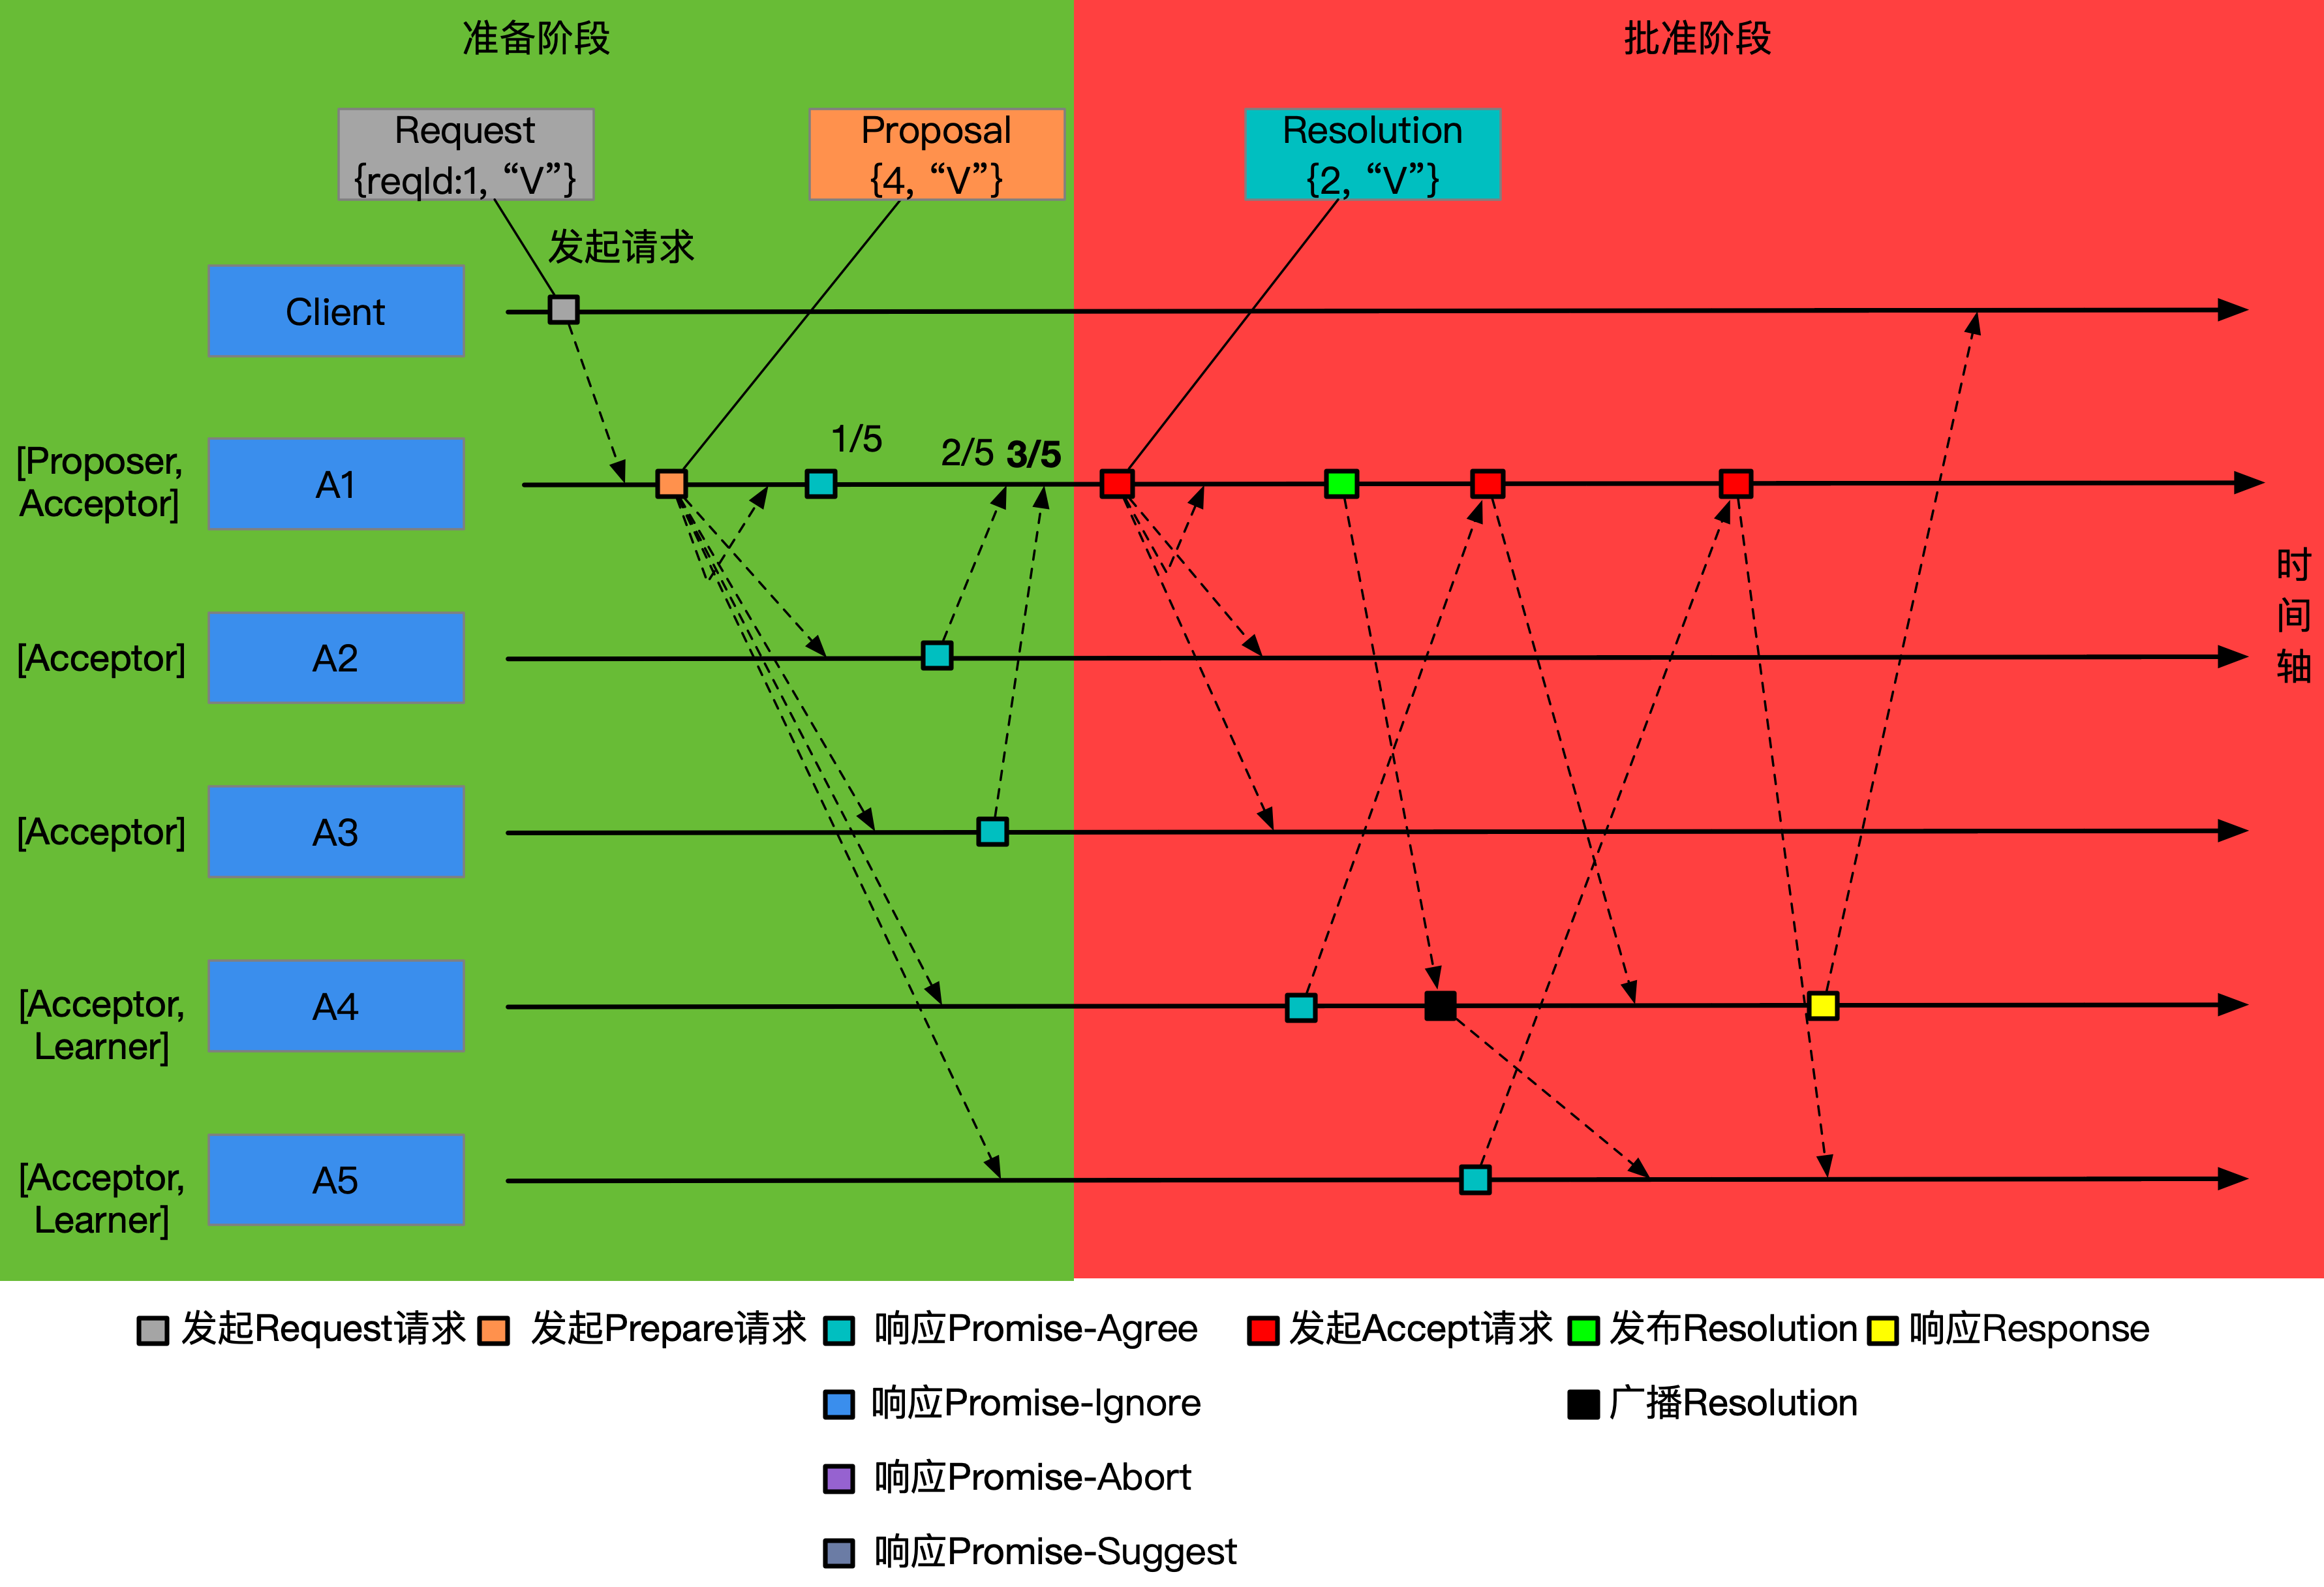 准备阶段
批准阶段
Request
{reqId:1, “V”}
Proposal
{4, “V”}
Resolution
{2, “V”}
发起请求
Client
[Proposer,
Acceptor]
A1
1/5
2/5
3/5
[Acceptor]
A2
时
间
轴
[Acceptor]
A3
[Acceptor,
Learner]
A4
[Acceptor,
Learner]
A5
发起Request请求
发起Prepare请求
响应Promise-Agree
发起Accept请求
发布Resolution
响应Response
响应Promise-Ignore
广播Resolution
响应Promise-Abort
响应Promise-Suggest